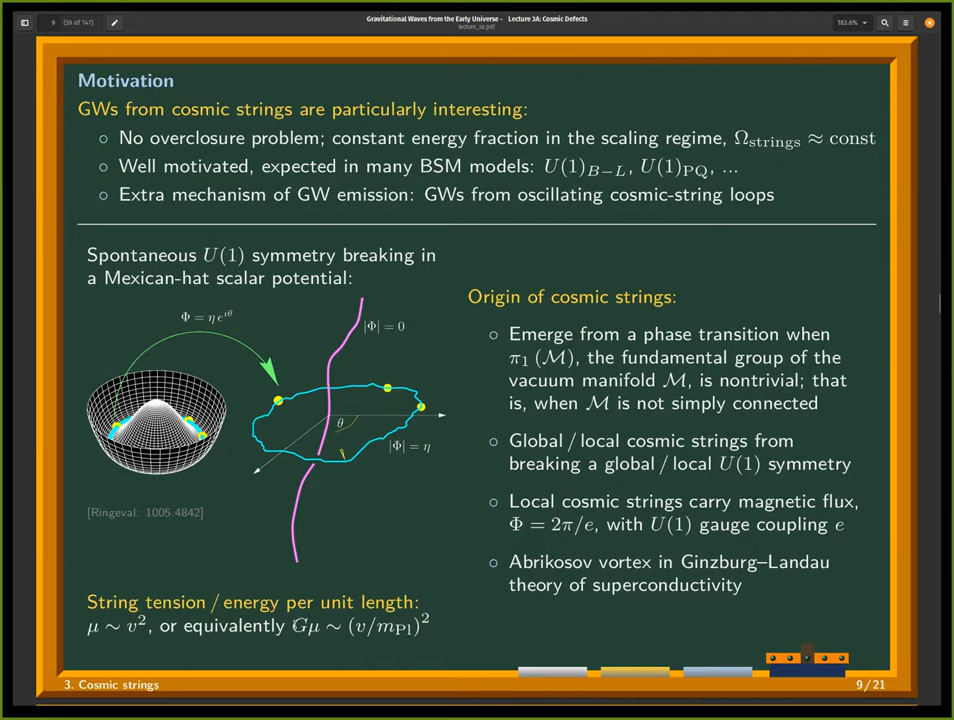 Gravitational Waves from the Early Universe - Lecture 3A: Cosmic Defects
lecture_3a.pdf
9 (59 of 147)
183.6%
Motivation
GWs from cosmic strings are particularly interesting:
○ No overclosure problem; constant energy fraction in the scaling regime, Ω_strings ≈ const
○ Well motivated, expected in many BSM models: U(1)_{B−L}, U(1)_PQ, ...
○ Extra mechanism of GW emission: GWs from oscillating cosmic-string loops
Spontaneous U(1) symmetry breaking in
a Mexican-hat scalar potential:
Φ = η e^{iθ}
|Φ| = 0
θ
|Φ| = η
[Ringeval: 1005.4842]
String tension / energy per unit length:
μ ∼ v², or equivalently Gμ ∼ (v/m_Pl)²
Origin of cosmic strings:
○ Emerge from a phase transition when
π₁ (ℳ), the fundamental group of the
vacuum manifold ℳ, is nontrivial; that
is, when ℳ is not simply connected
○ Global / local cosmic strings from
breaking a global / local U(1) symmetry
○ Local cosmic strings carry magnetic flux,
Φ = 2π/e, with U(1) gauge coupling e
○ Abrikosov vortex in Ginzburg–Landau
theory of superconductivity
3. Cosmic strings
9/21